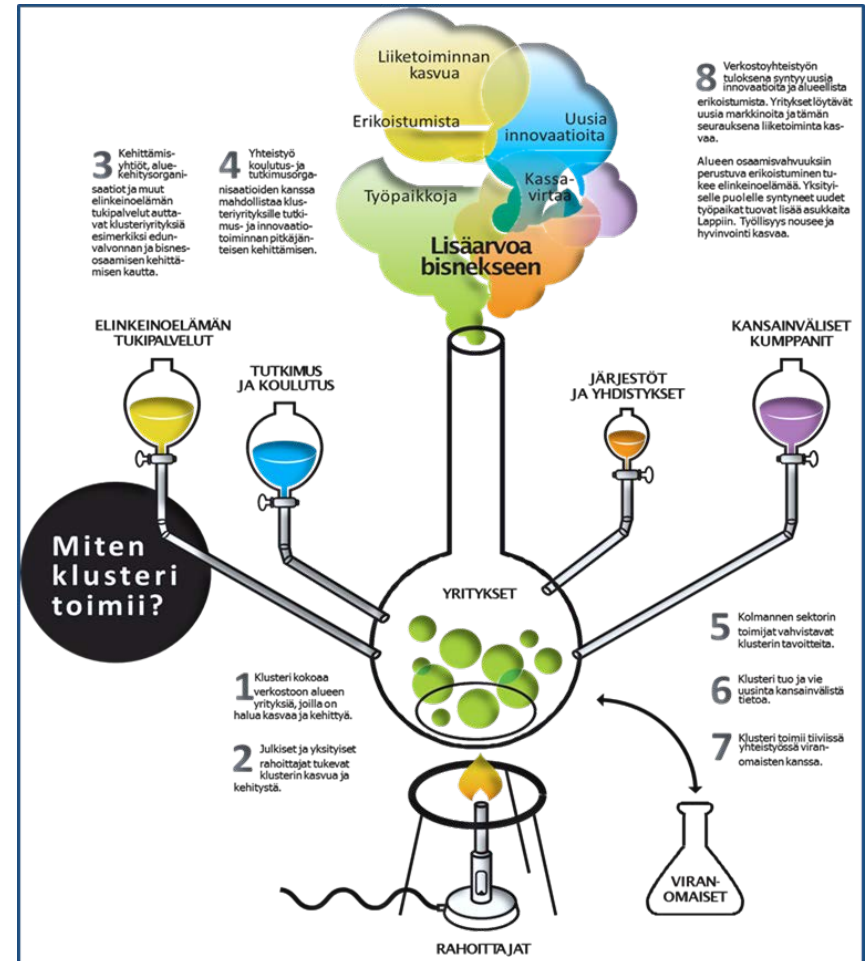 Liiketoiminnan
kasvua
Erikoistumista
Uusia
innovaatioita
Kassa-
virtaa
Työpaikkoja
Lisäarvoa
bisnekseen
3 Kehittämis-
yhtiöt, alue-
kehitysorgani-
saatiot ja muut
elinkeinoelämän
tukipalvelut autta-
vat klusteriyrityksiä
esimerkiksi edun-
valvonnan ja bisnes-
osaamisen kehittä-
misen kautta.
4 Yhteistyö
koulutus- ja
tutkimusorga-
nisaatioiden kanssa
mahdollistaa klus-
teriyrityksille tutki-
mus- ja innovaatio-
toiminnan pitkäjän-
teisen kehittämisen.
8 Verkostoyhteistyön
tuloksena syntyy uusia
innovaatioita ja alueellista
erikoistumista. Yritykset löytävät
uusia markkinoita ja tämän
seurauksena liiketoiminta kas-
vaa.
Alueen osaamisvahvuuksiin
perustuva erikoistuminen tu-
kee elinkeinoelämää. Yksityi-
selle puolelle syntyneet uudet
työpaikat tuovat lisää asukkaita
Lappiin. Työllisyys nousee ja
hyvinvointi kasvaa.
ELINKEINOELÄMÄN
TUKIPALVELUT
TUTKIMUS
JA KOULUTUS
JÄRJESTÖT
JA YHDISTYKSET
KANSAINVÄLISET
KUMPPANIT
Miten
klusteri
toimii?
YRITYKSET
1 Klusteri kokoaa
verkostoon alueen
yrityksiä, joilla on
halua kasvaa ja kehittyä.
2 Julkiset ja yksityiset
rahoittajat tukevat
klusterin kasvua ja
kehitystä.
5 Kolmannen sektorin
toimijat vahvistavat
klusterin tavoitteita.
6 Klusteri tuo ja vie
uusinta kansainvälistä
tietoa.
7 Klusteri toimii tiiviissä
yhteistyössä viran-
omaisten kanssa.
VIRAN-
OMAISET
RAHOITTAJAT